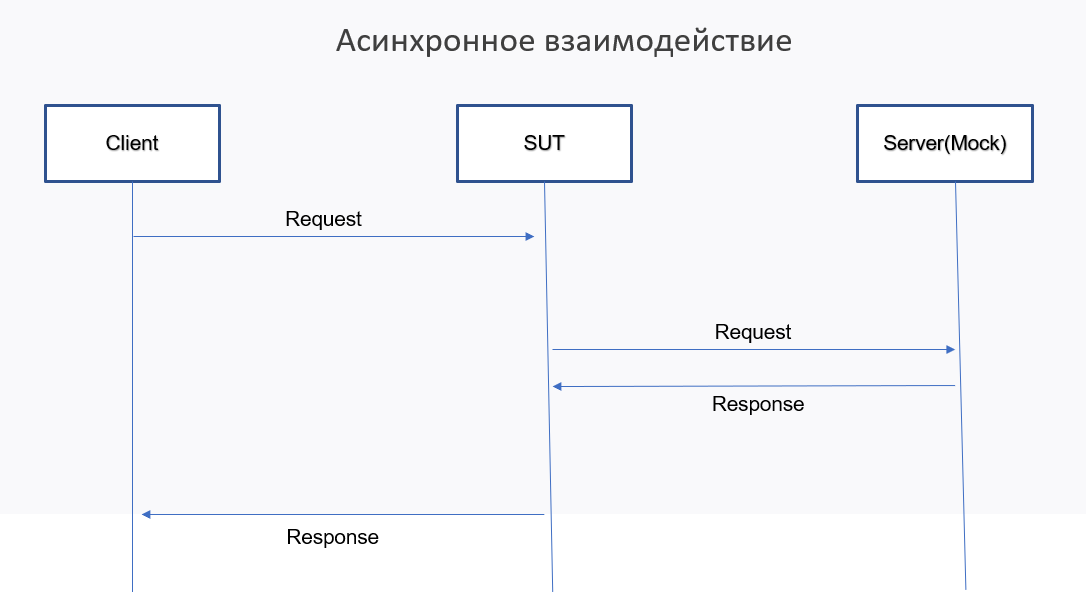 Асинхронное взаимодействие
Client
SUT
Server(Mock)
Request
Request
Response
Response